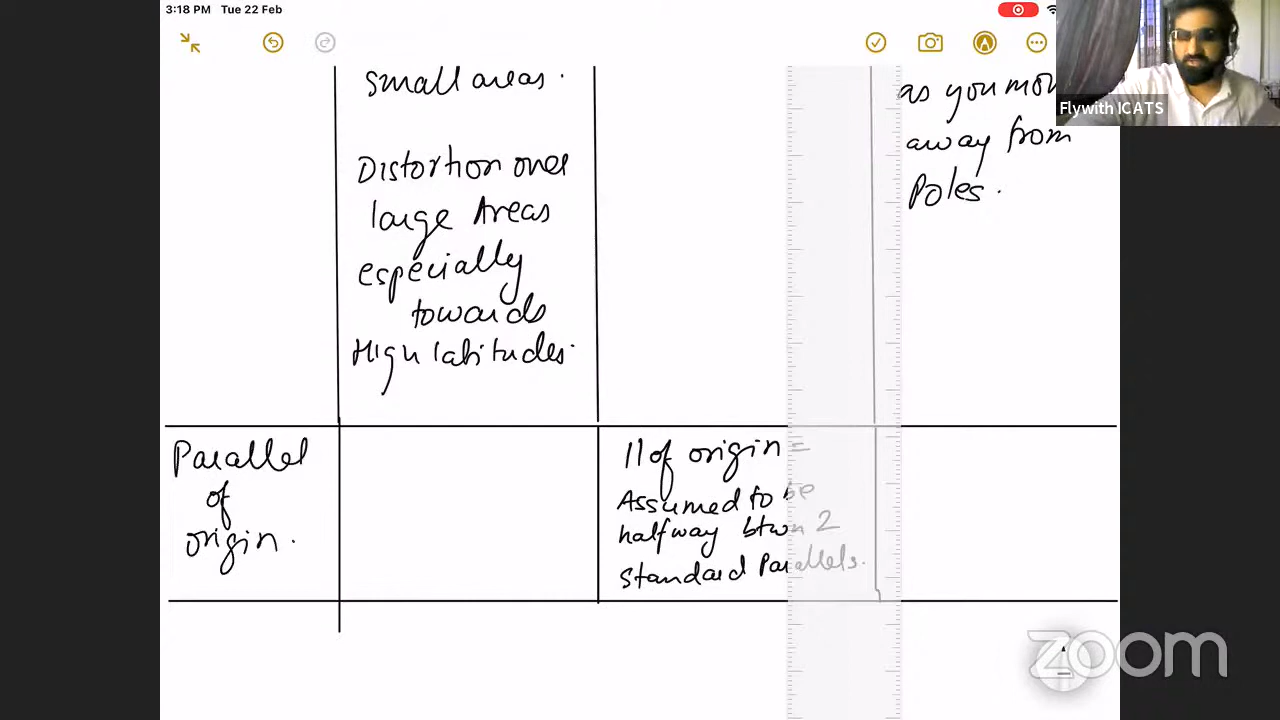 3:18 PM Tue 22 Feb
small areas.
Distortion over
large Areas
especially
towards
High latitudes.
as you mov
away from
Poles.
Flywith ICATS
Parallel
of
origin.
11 of origin =
Assumed to be
halfway btwn 2
standard Parallels.
zoom